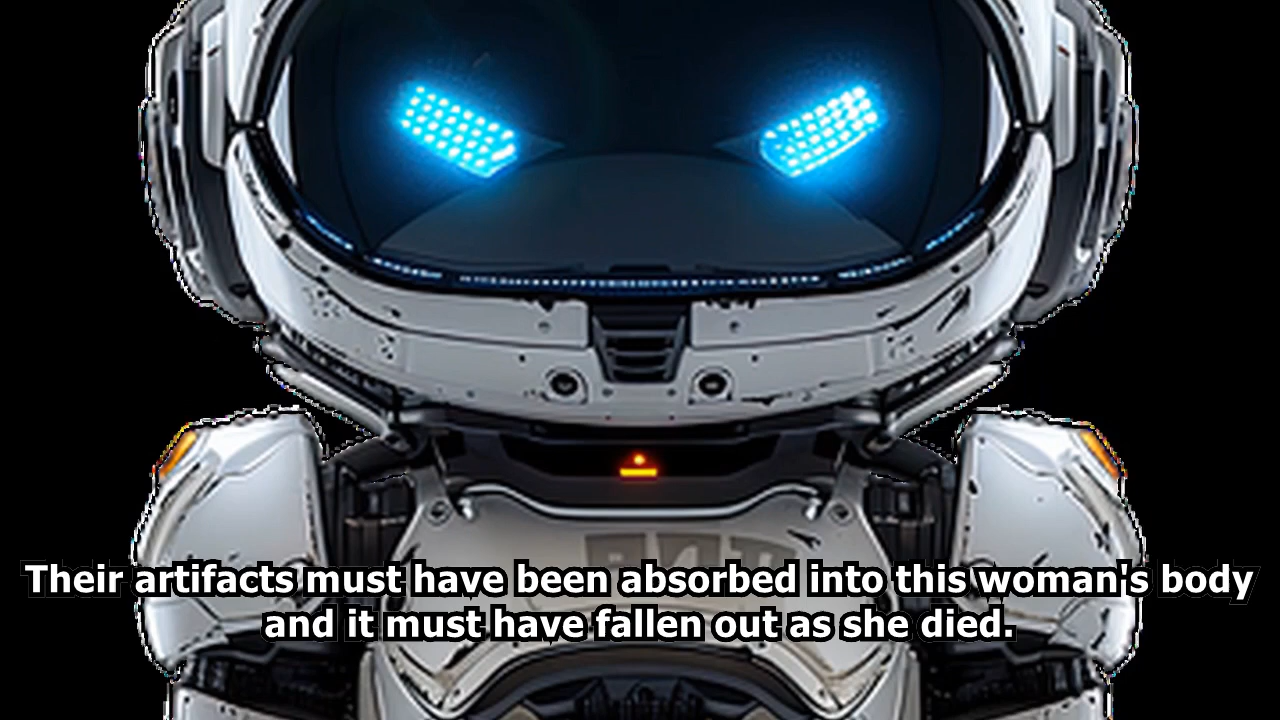 Their artifacts must have been absorbed into this woman's body
and it must have fallen out as she died.